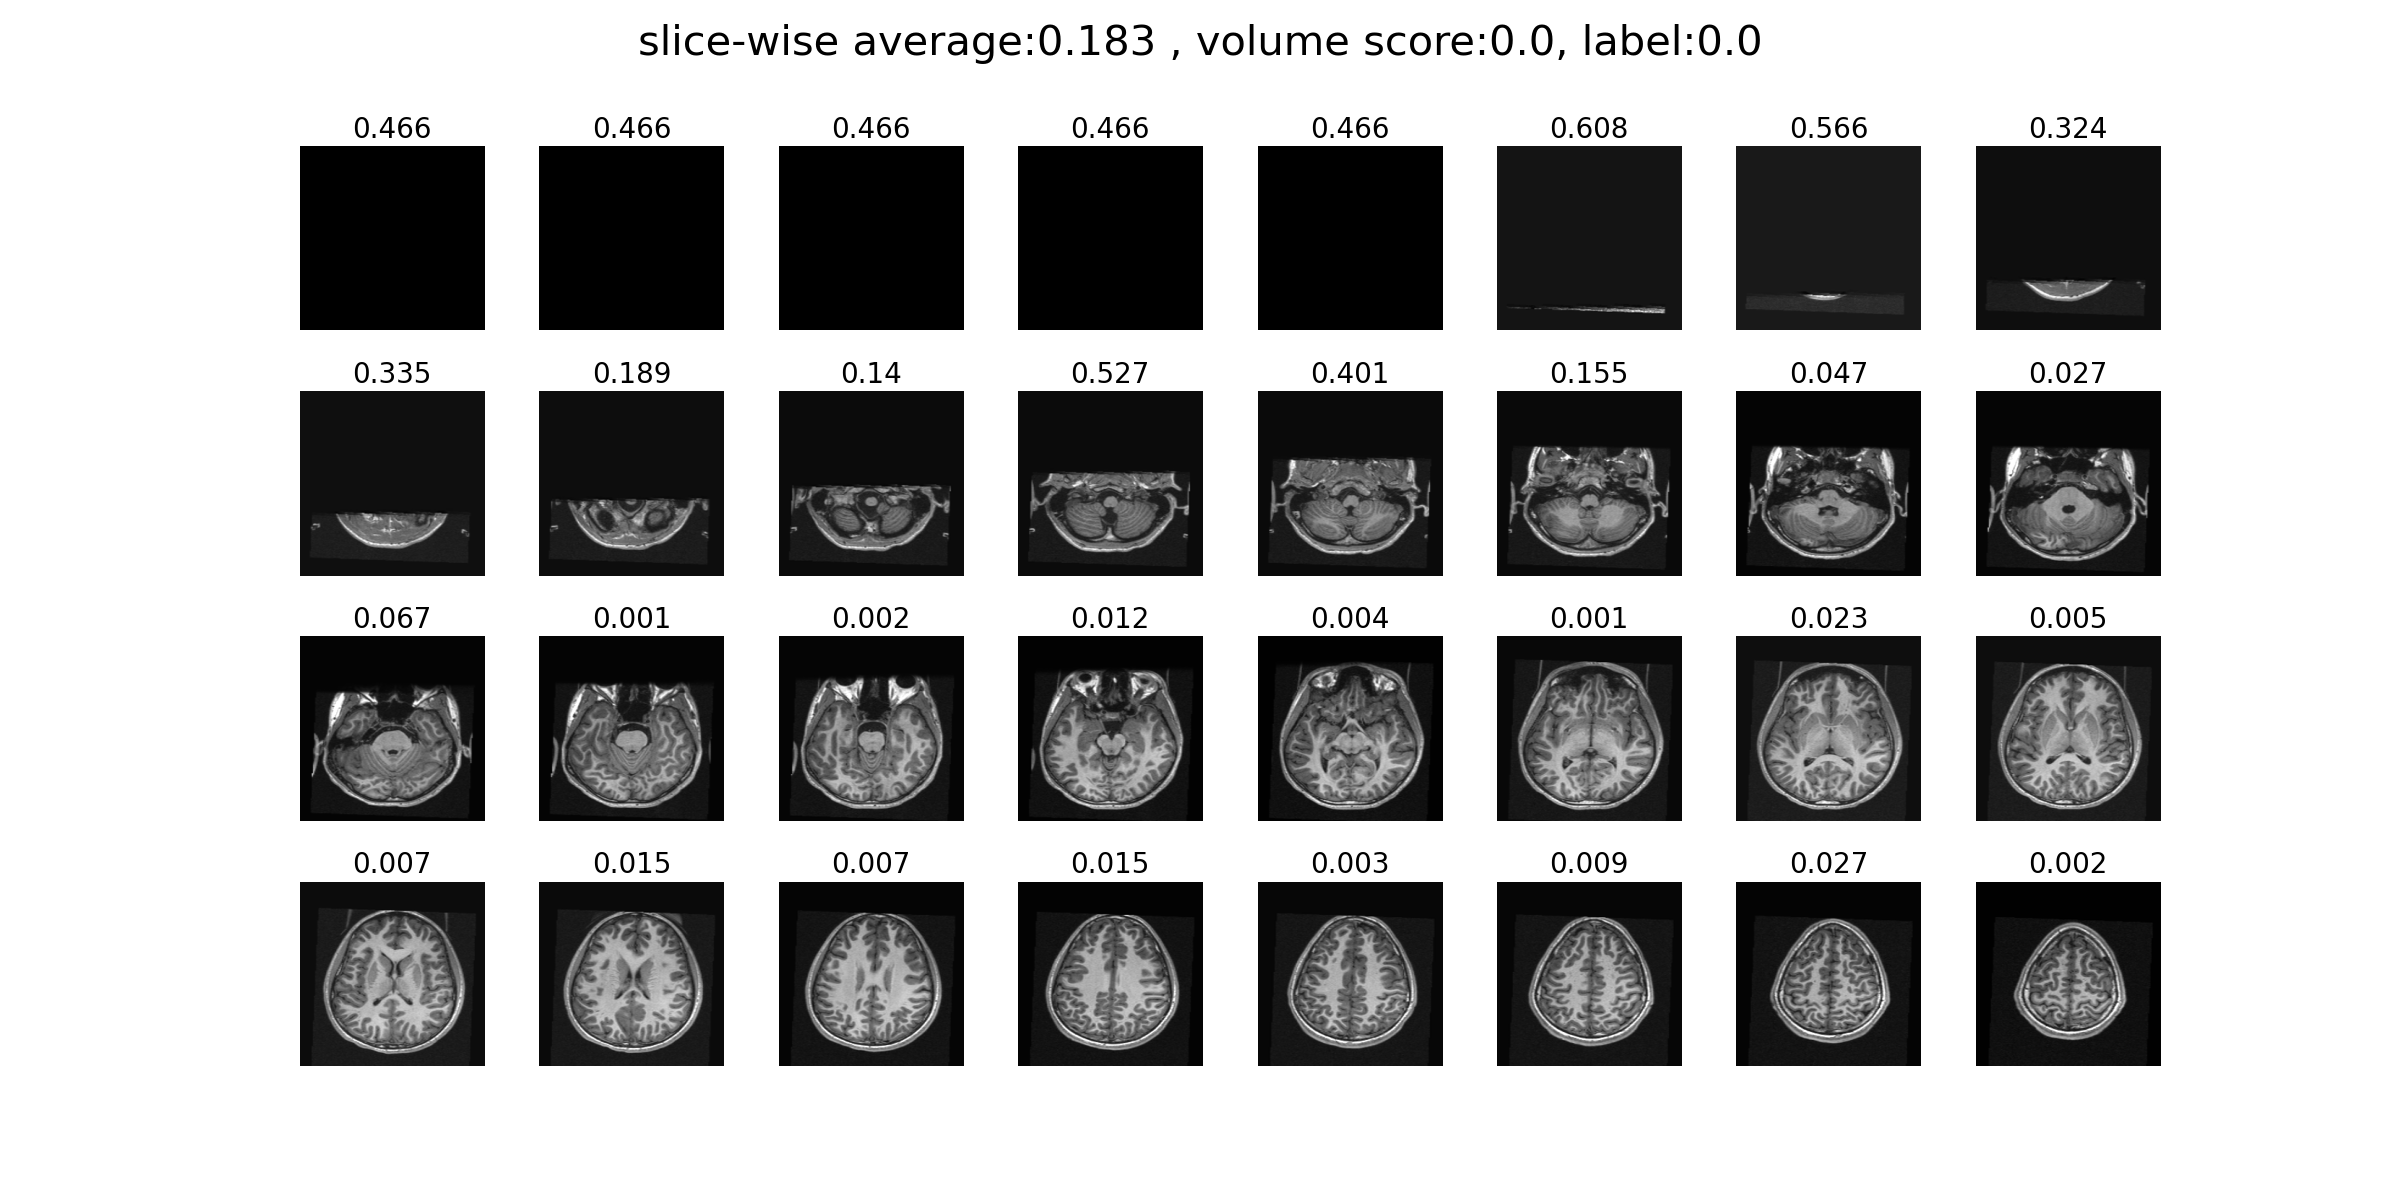 slice-wise average:0.183 , volume score:0.0, label:0.0
0.466 0.466 0.466 0.466 0.466 0.608 0.566 0.324
0.335 0.189 0.14 0.527 0.401 0.155 0.047 0.027
0.067 0.001 0.002 0.012 0.004 0.001 0.023 0.005
0.007 0.015 0.007 0.015 0.003 0.009 0.027 0.002